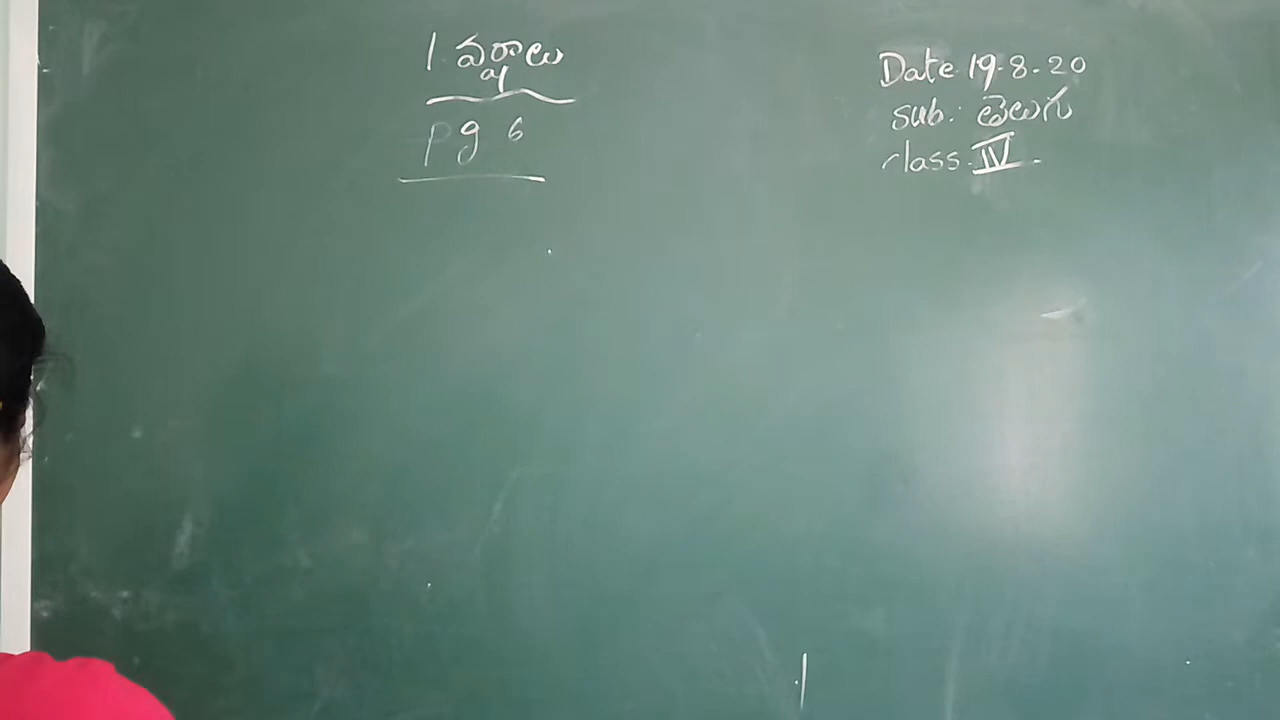 1. వర్షాలు
pg 6
Date 19-8-20
Sub: తెలుగు
class. IV.